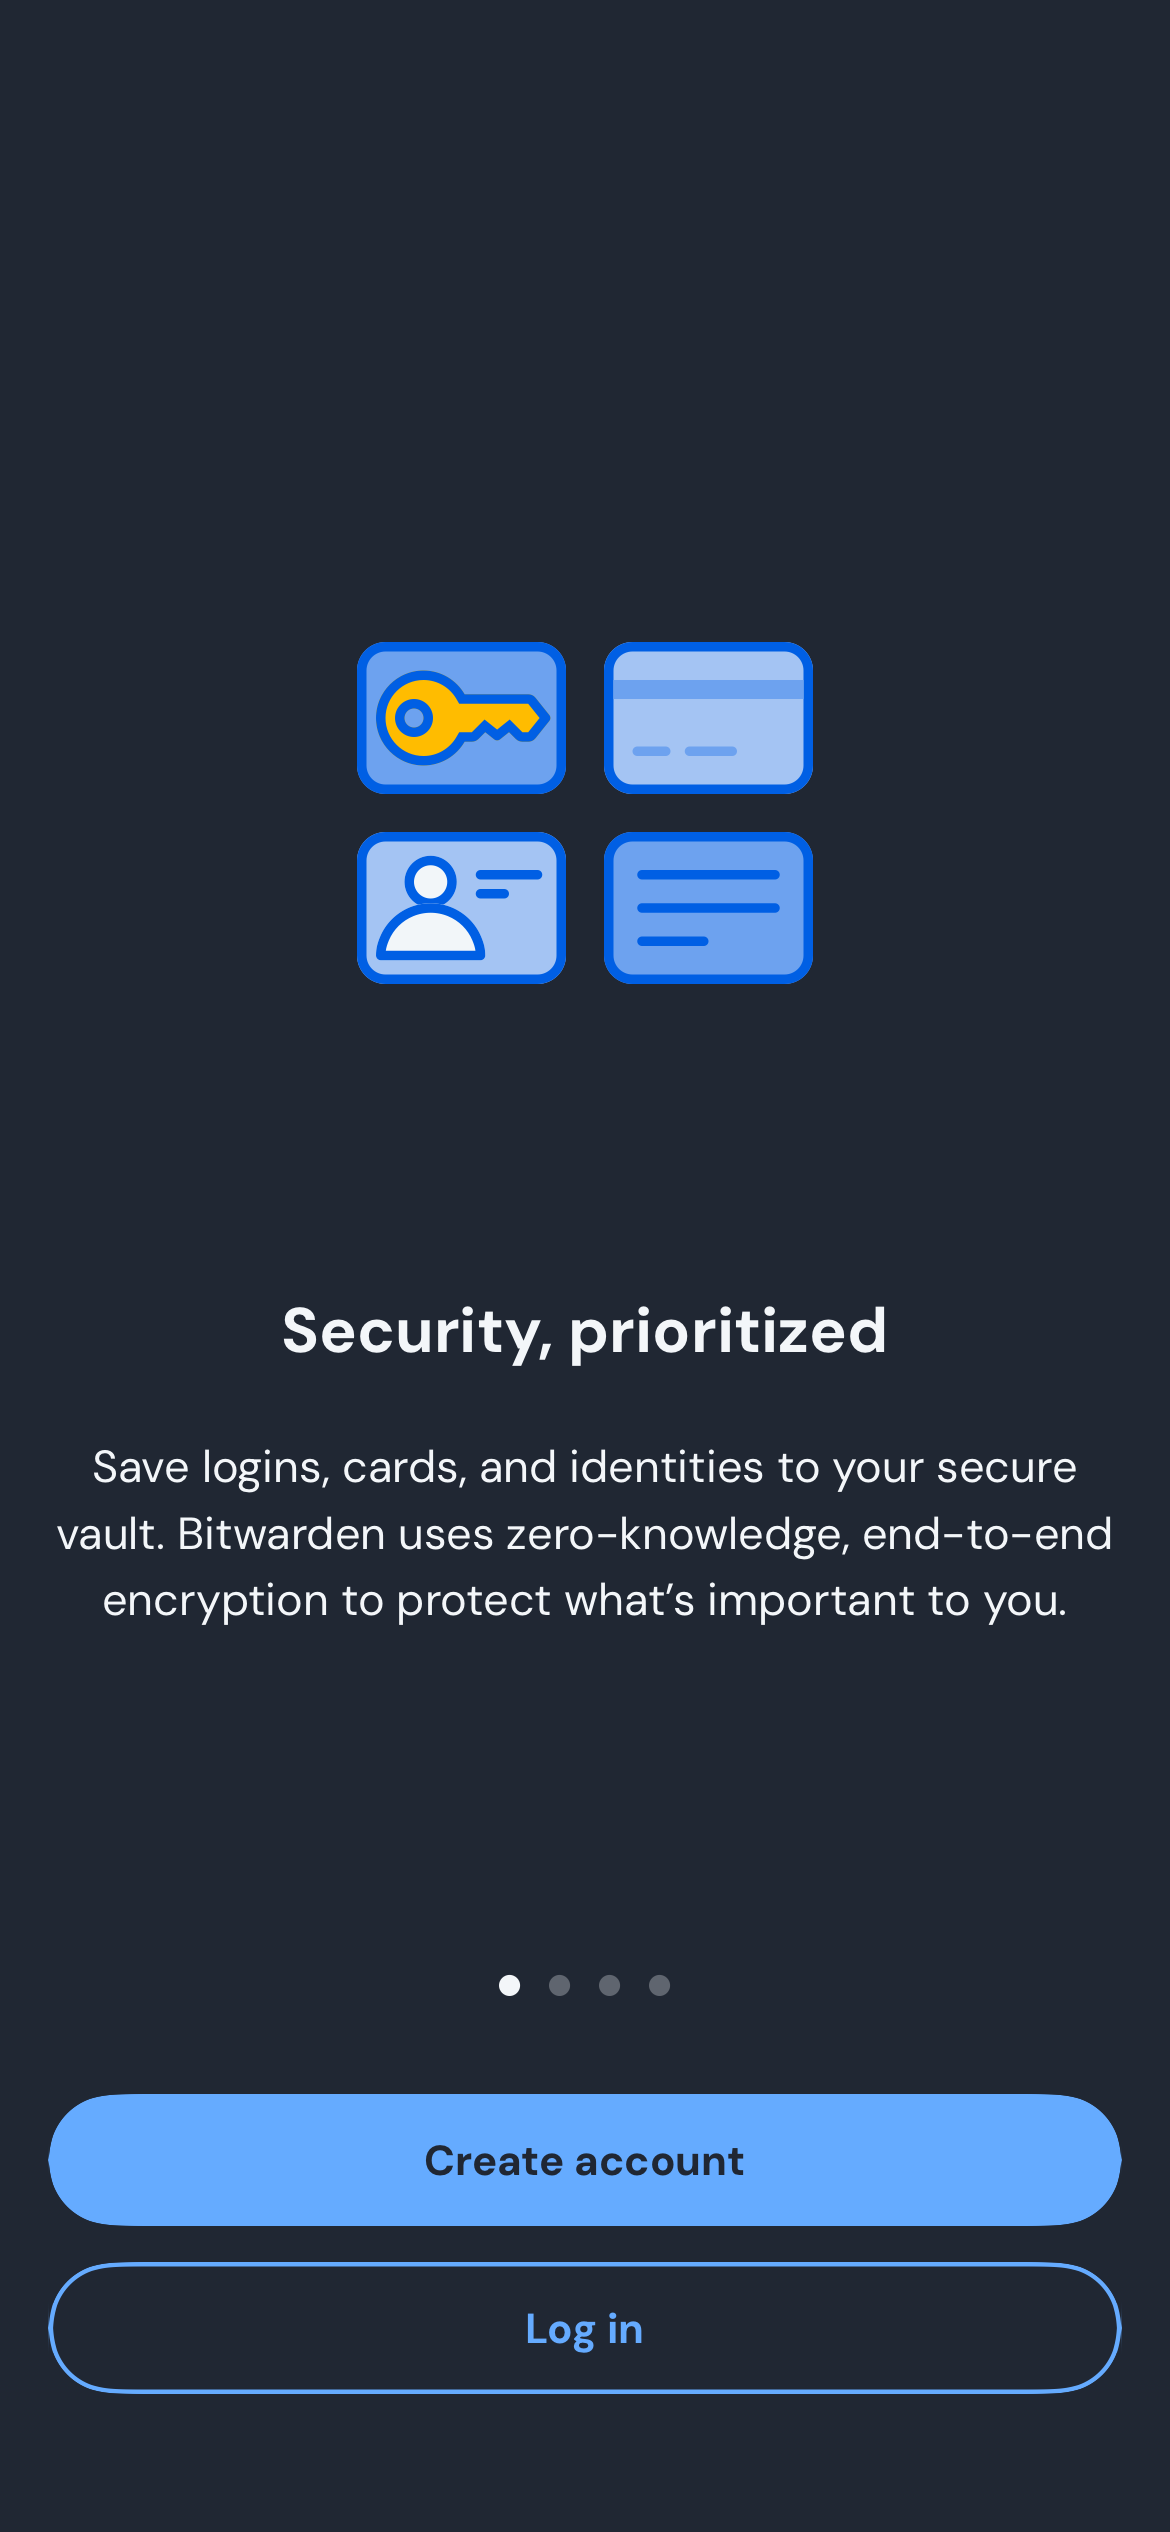 Security, prioritized
Save logins, cards, and identities to your secure
vault. Bitwarden uses zero-knowledge, end-to-end
encryption to protect what’s important to you.
Create account
Log in